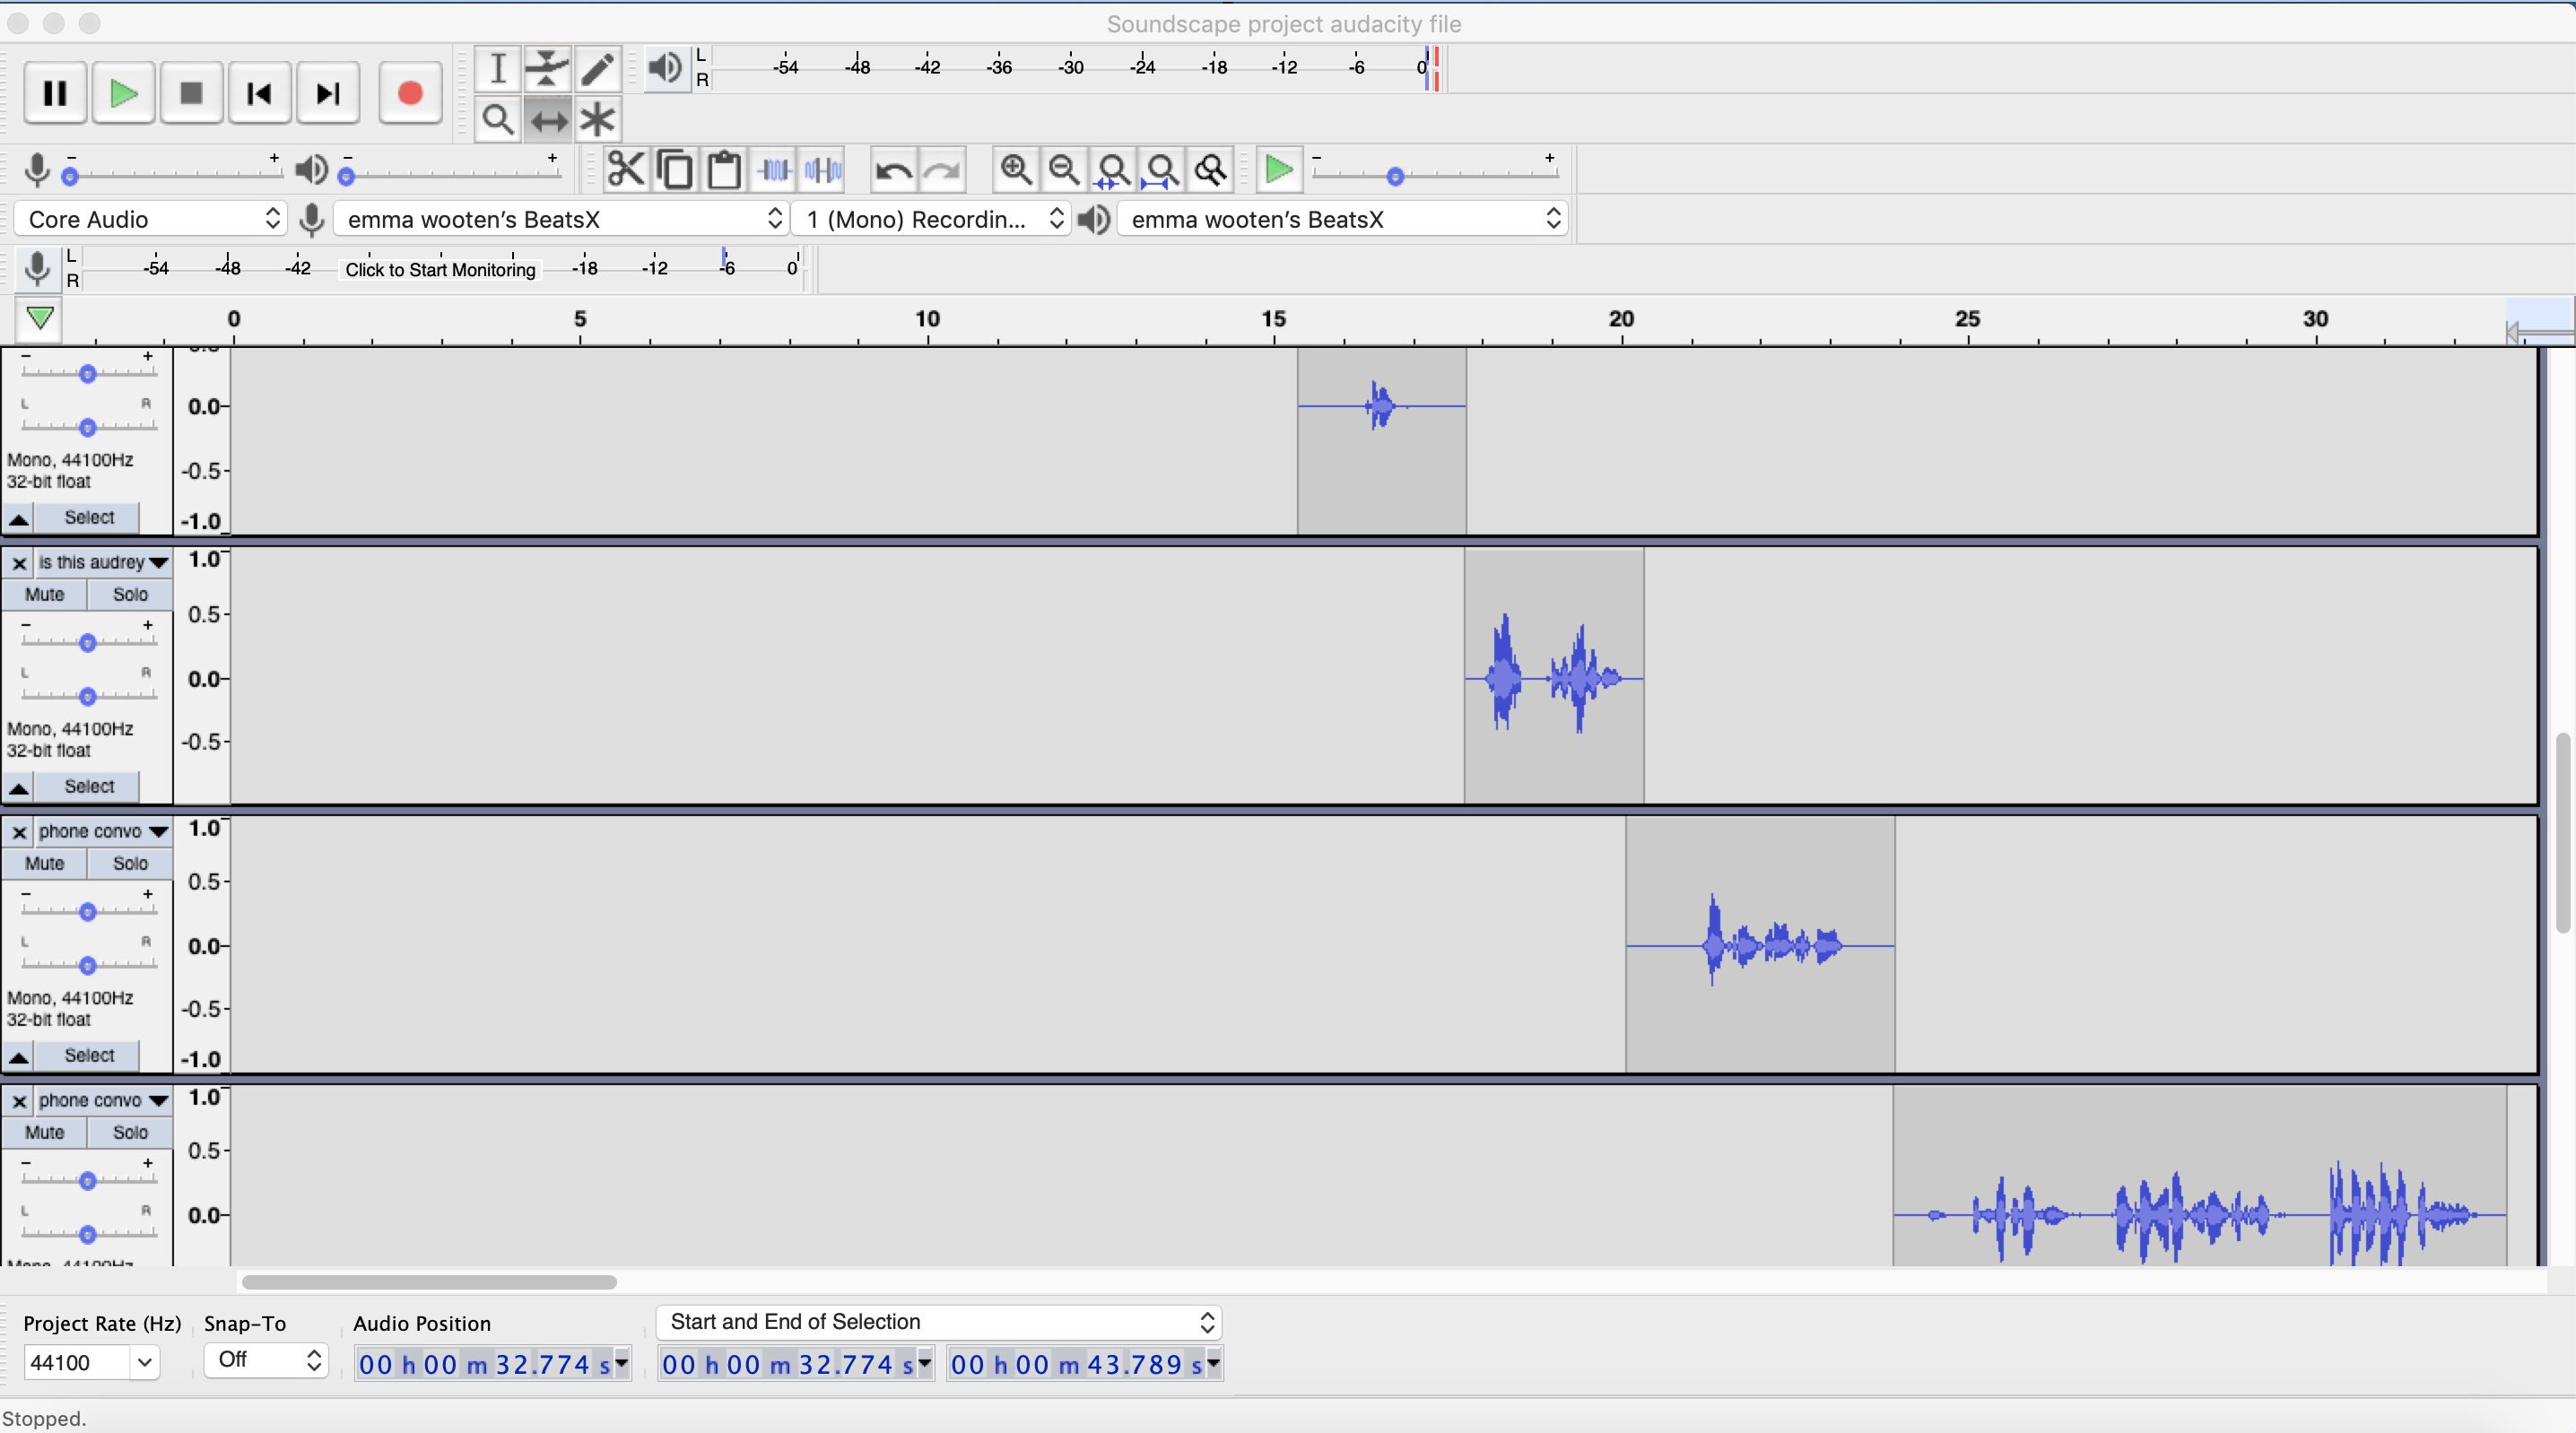 Soundscape project audacity file
L
R
-54 -48 -42 -36 -30 -24 -18 -12 -6 0
- + - +
- +
Core Audio emma wooten’s BeatsX 1 (Mono) Recordin... emma wooten’s BeatsX
L
R
-54 -48 -42 Click to Start Monitoring -18 -12 -6 0
0 5 10 15 20 25 30
- +
L R
0.0
Mono, 44100Hz
32-bit float
-0.5
Select
-1.0
is this audrey
1.0
Mute Solo
0.5
- +
L R
0.0
Mono, 44100Hz
32-bit float
-0.5
Select
phone convo
1.0
Mute Solo
0.5
- +
L R
0.0
Mono, 44100Hz
32-bit float
-0.5
Select
-1.0
phone convo
1.0
Mute Solo
0.5
- +
L R
0.0
Project Rate (Hz) Snap-To Audio Position Start and End of Selection
44100 Off 00 h 00 m 32.774 s 00 h 00 m 32.774 s 00 h 00 m 43.789 s
Stopped.